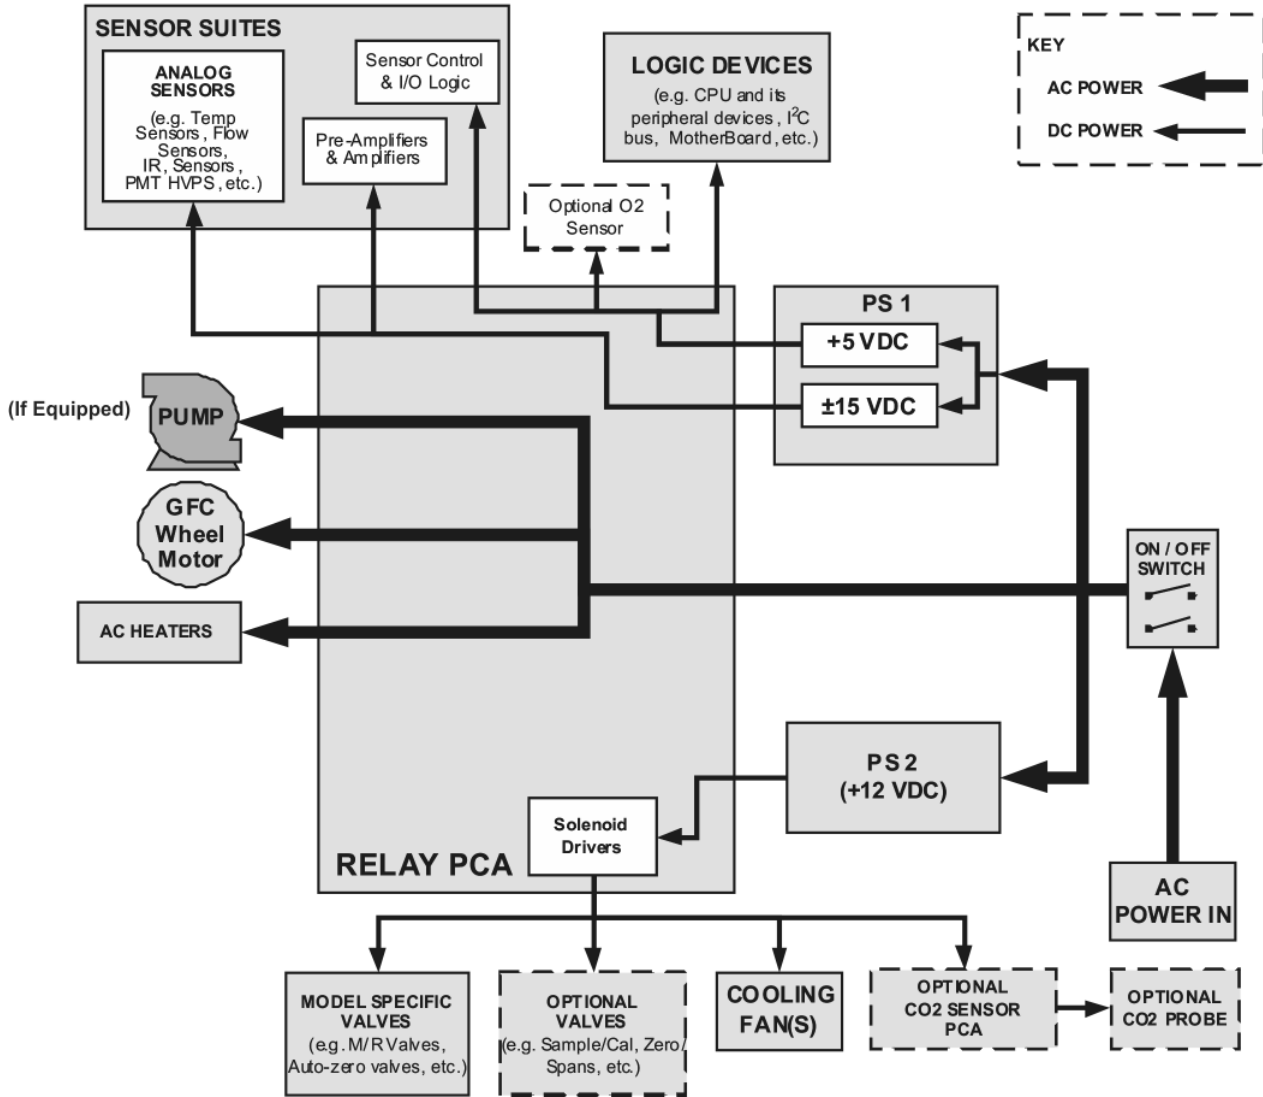 SENSOR SUITES
ANALOG
SENSORS
(e.g. Temp
Sensors, Flow
Sensors,
IR, Sensors,
PMT HVPS, etc.)
Sensor Control
& I/O Logic
Pre-Amplifiers
& Amplifiers
LOGIC DEVICES
(e.g. CPU and its
peripheral devices, I²C
bus, MotherBoard, etc.)
Optional O2
Sensor
KEY
AC POWER
DC POWER
PS 1
+5 VDC
±15 VDC
(If Equipped)
PUMP
GFC
Wheel
Motor
AC HEATERS
ON / OFF
SWITCH
PS 2
(+12 VDC)
Solenoid
Drivers
RELAY PCA
AC
POWER IN
MODEL SPECIFIC
VALVES
(e.g. M/R Valves,
Auto-zero valves, etc.)
OPTIONAL
VALVES
(e.g. Sample/Cal, Zero/
Spans, etc.)
COOLING
FAN(S)
OPTIONAL
CO2 SENSOR
PCA
OPTIONAL
CO2 PROBE